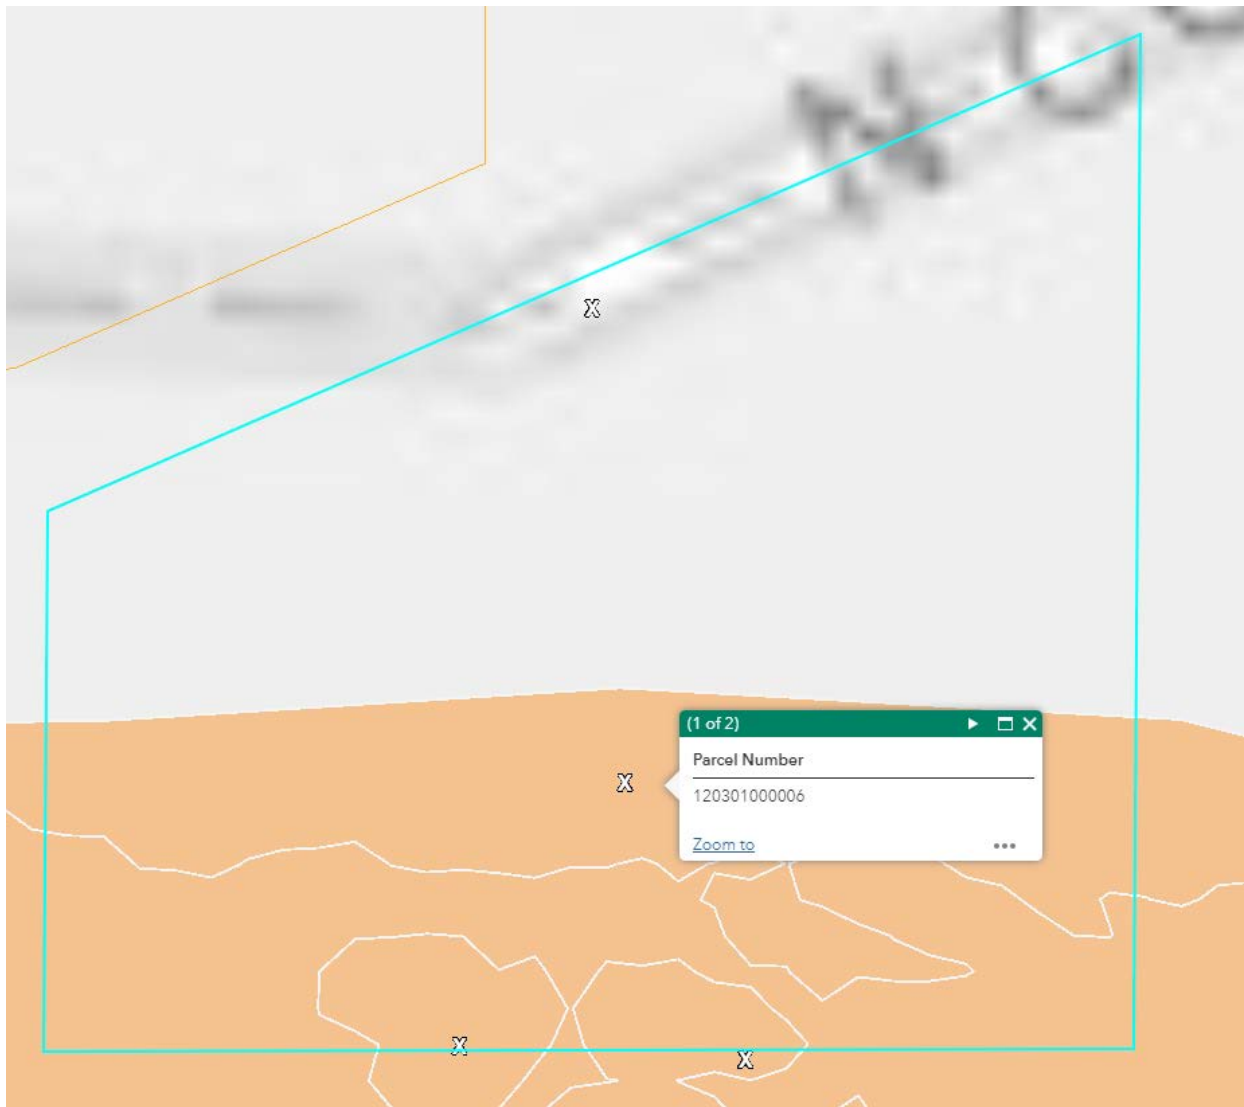 X
(1 of 2)
Parcel Number
X
120301000006
Zoom to
X
X